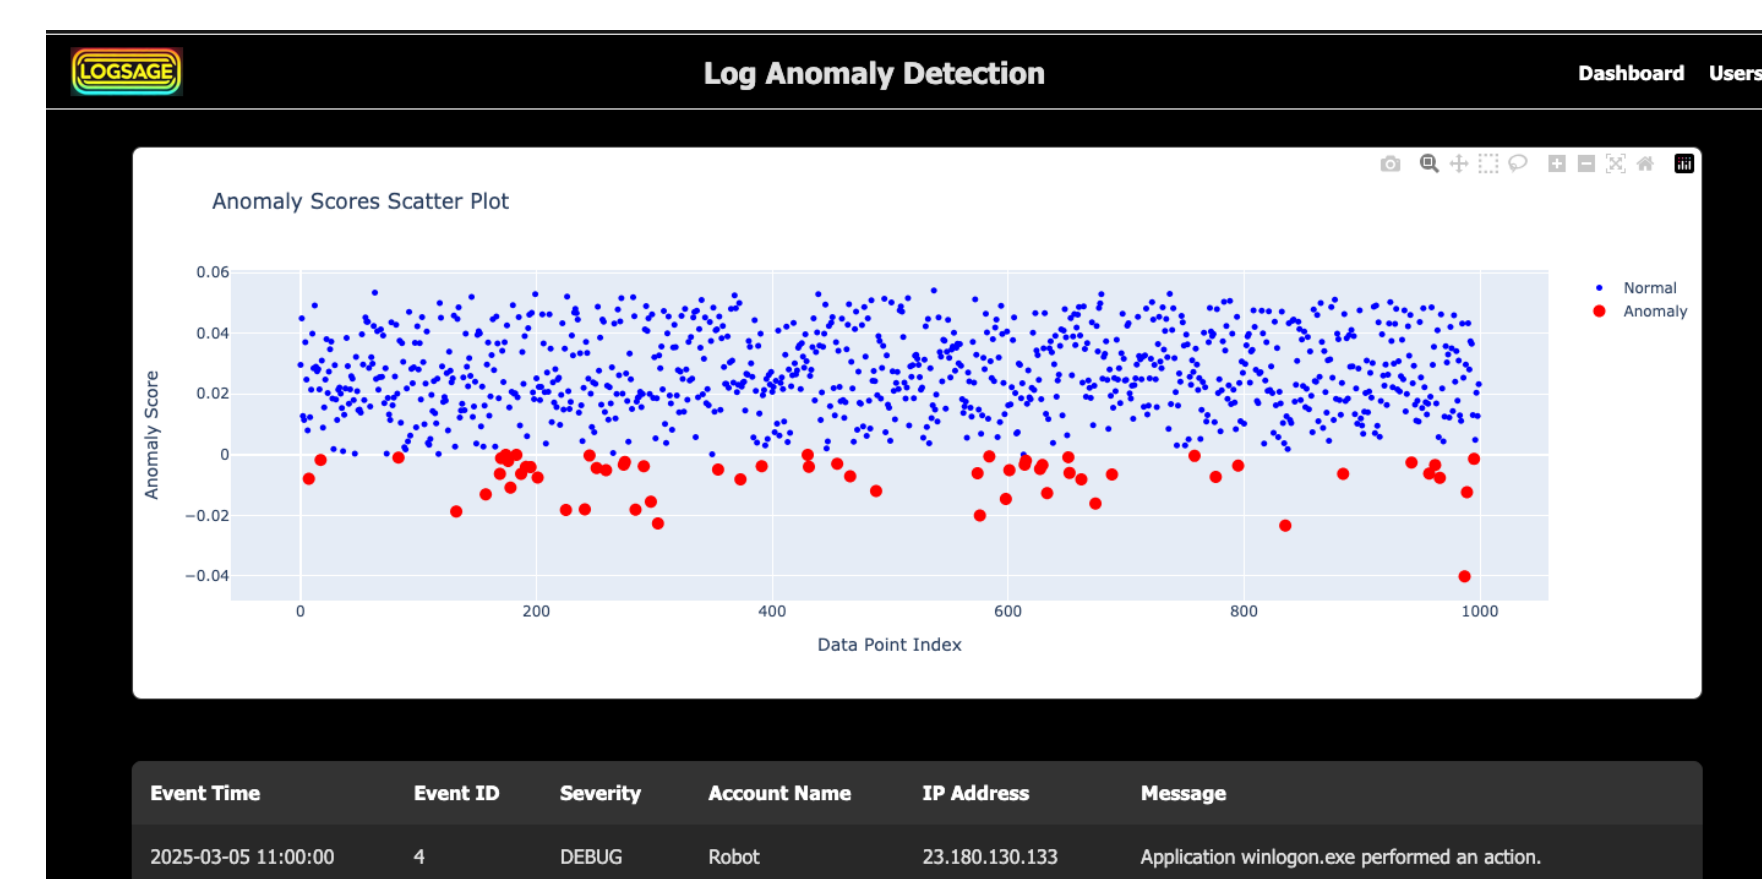 LOGSAGE
Log Anomaly Detection
Dashboard Users
Anomaly Scores Scatter Plot
Normal
Anomaly
Anomaly Score
0.06
0.04
0.02
0
−0.02
−0.04
0 200 400 600 800 1000
Data Point Index
Event Time Event ID Severity Account Name IP Address Message
2025-03-05 11:00:00 4 DEBUG Robot 23.180.130.133 Application winlogon.exe performed an action.